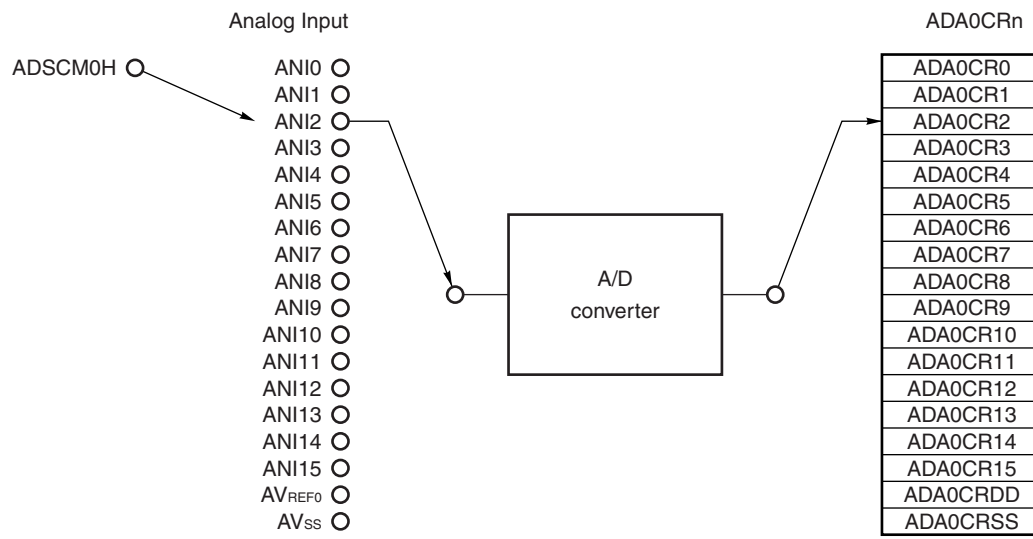 Analog Input
ADA0CRn
ADSCM0H
ANI0
ANI1
ANI2
ANI3
ANI4
ANI5
ANI6
ANI7
ANI8
ANI9
ANI10
ANI11
ANI12
ANI13
ANI14
ANI15
AVREF0
AVSS
A/D
converter
ADA0CR0
ADA0CR1
ADA0CR2
ADA0CR3
ADA0CR4
ADA0CR5
ADA0CR6
ADA0CR7
ADA0CR8
ADA0CR9
ADA0CR10
ADA0CR11
ADA0CR12
ADA0CR13
ADA0CR14
ADA0CR15
ADA0CRDD
ADA0CRSS